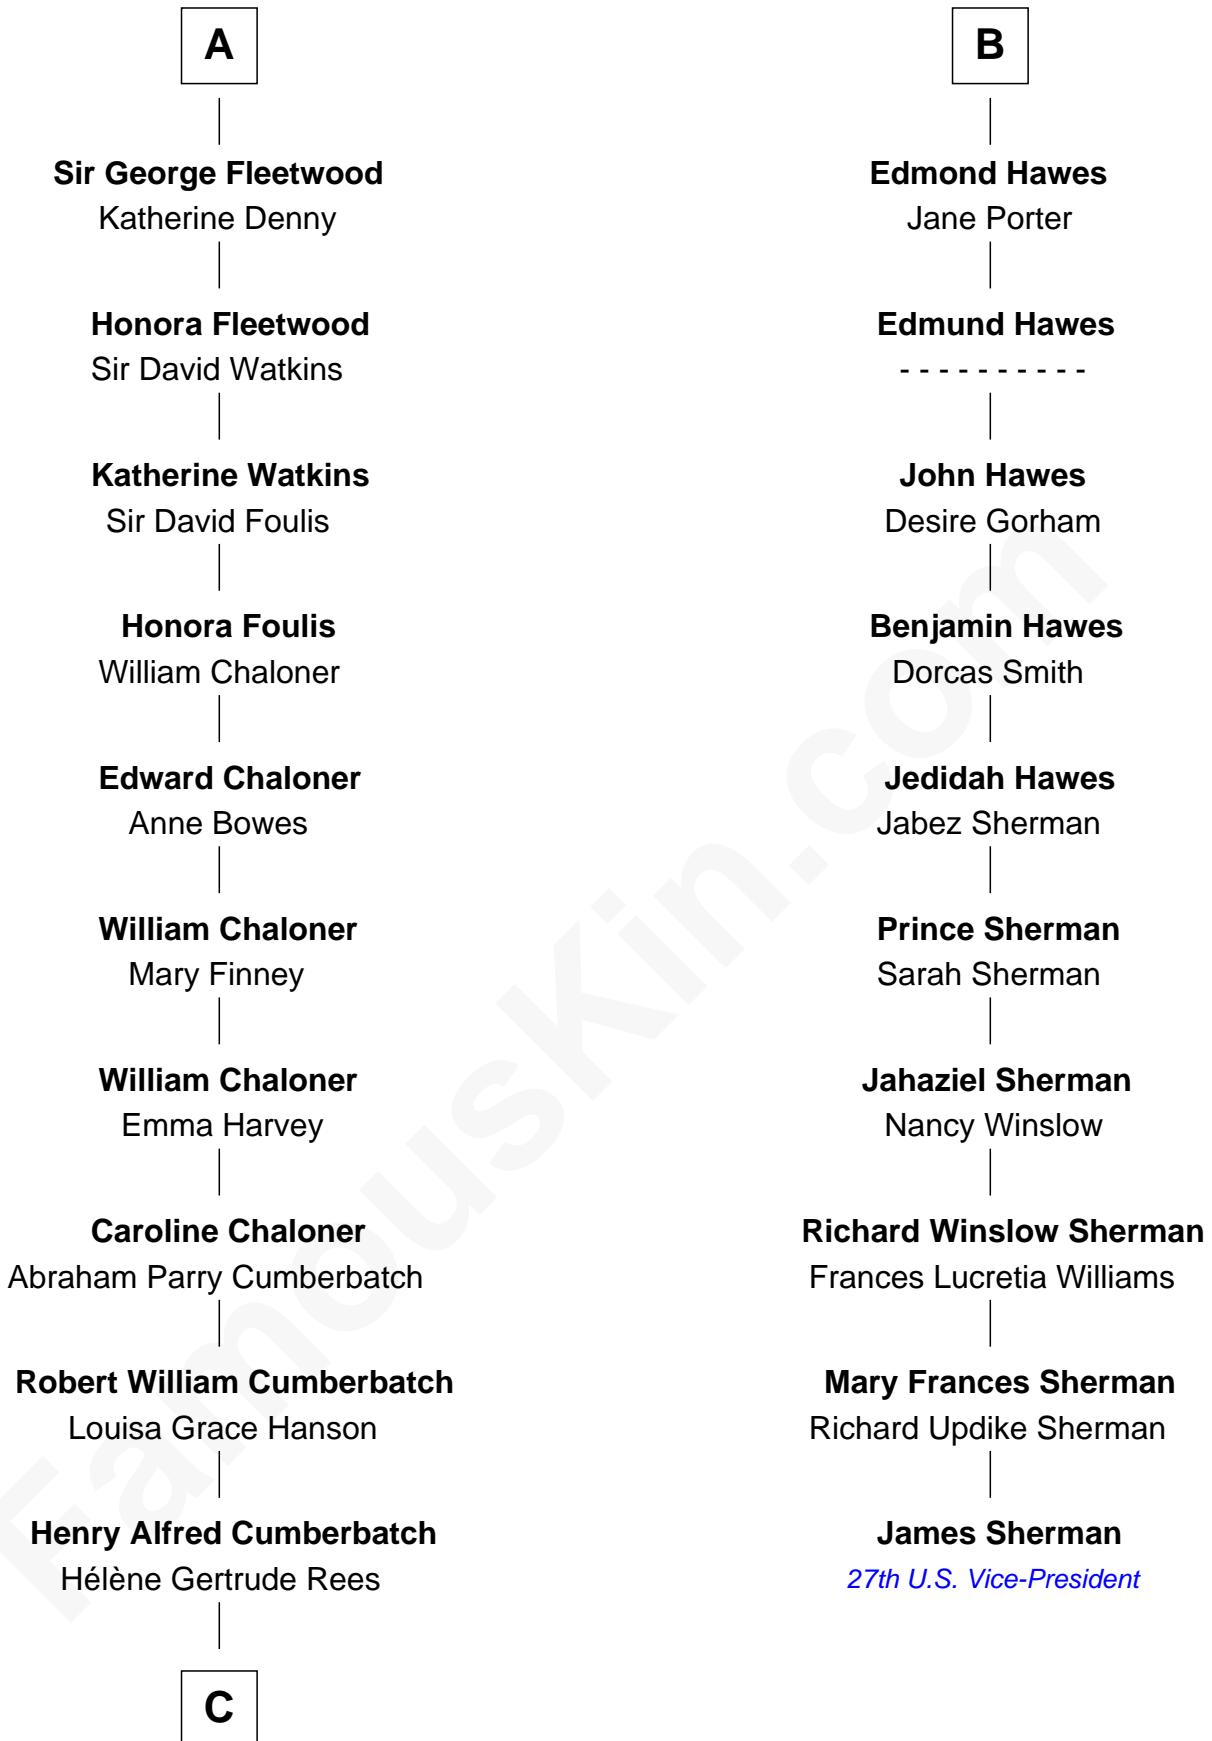 A
Sir George Fleetwood
Katherine Denny
Honora Fleetwood
Sir David Watkins
Katherine Watkins
Sir David Foulis
Honora Foulis
William Chaloner
Edward Chaloner
Anne Bowes
William Chaloner
Mary Finney
William Chaloner
Emma Harvey
Caroline Chaloner
Abraham Parry Cumberbatch
Robert William Cumberbatch
Louisa Grace Hanson
Henry Alfred Cumberbatch
Hélène Gertrude Rees
C
B
Edmond Hawes
Jane Porter
Edmund Hawes
- - - - - - - - - -
John Hawes
Desire Gorham
Benjamin Hawes
Dorcas Smith
Jedidah Hawes
Jabez Sherman
Prince Sherman
Sarah Sherman
Jahaziel Sherman
Nancy Winslow
Richard Winslow Sherman
Frances Lucretia Williams
Mary Frances Sherman
Richard Updike Sherman
James Sherman
27th U.S. Vice-President
FamousKin.com